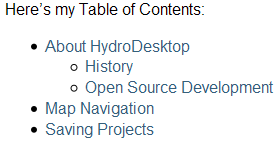 Here's my Table of Contents:
About HydroDesktop
History
Open Source Development
Map Navigation
Saving Projects